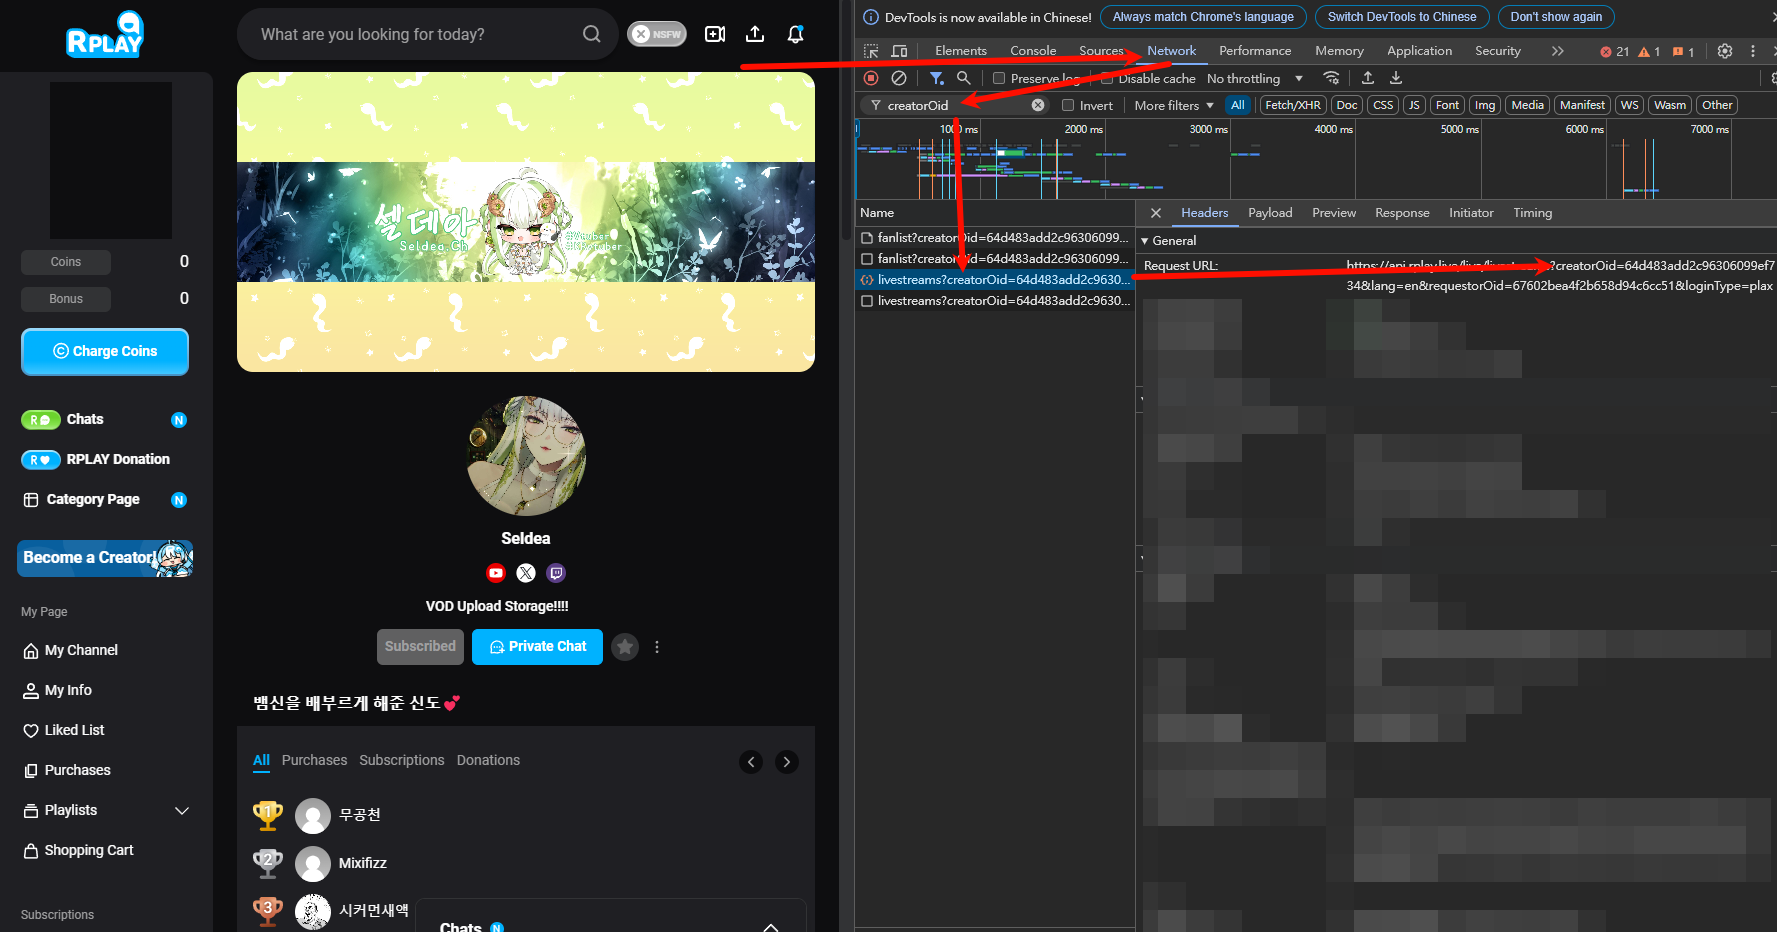 RPLAY
What are you looking for today?
NSFW
셀데아
Seldea.Ch
#Vtuber
Coins
0
Bonus
0
Charge Coins
R
Chats
N
R
RPLAY Donation
Category Page
N
Become a Creator!
My Page
My Channel
My Info
Liked List
Purchases
Playlists
Shopping Cart
Subscriptions
Seldea
VOD Upload Storage!!!!
Subscribed
Private Chat
뱀신을 배부르게 해준 신도💕
All
Purchases
Subscriptions
Donations
1
무공천
2
Mixifizz
3
시커먼새액
Chats
N
DevTools is now available in Chinese!
Always match Chrome's language
Switch DevTools to Chinese
Don't show again
Elements
Console
Sources
Network
Performance
Memory
Application
Security
21
1
1
Preserve log
Disable cache
No throttling
creatorOid
Invert
More filters
All
Fetch/XHR
Doc
CSS
JS
Font
Img
Media
Manifest
WS
Wasm
Other
1000 ms
2000 ms
3000 ms
4000 ms
5000 ms
6000 ms
7000 ms
Name
fanlist?creatorOid=64d483add2c96306099...
fanlist?creatorOid=64d483add2c96306099...
livestreams?creatorOid=64d483add2c9630...
livestreams?creatorOid=64d483add2c9630...
Headers
Payload
Preview
Response
Initiator
Timing
General
Request URL:
https://api.rplay.live/live/livestreams?creatorOid=64d483add2c96306099ef7
34&lang=en&requestorOid=67602bea4f2b658d94c6cc51&loginType=plax